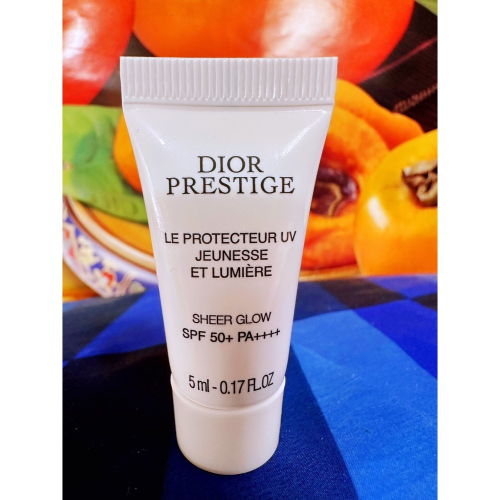 DIOR
PRESTIGE
LE PROTECTEUR UV
JEUNESSE
ET LUMIÈRE
SHEER GLOW
SPF 50+ PA++++
5 ml - 0.17 FL.OZ